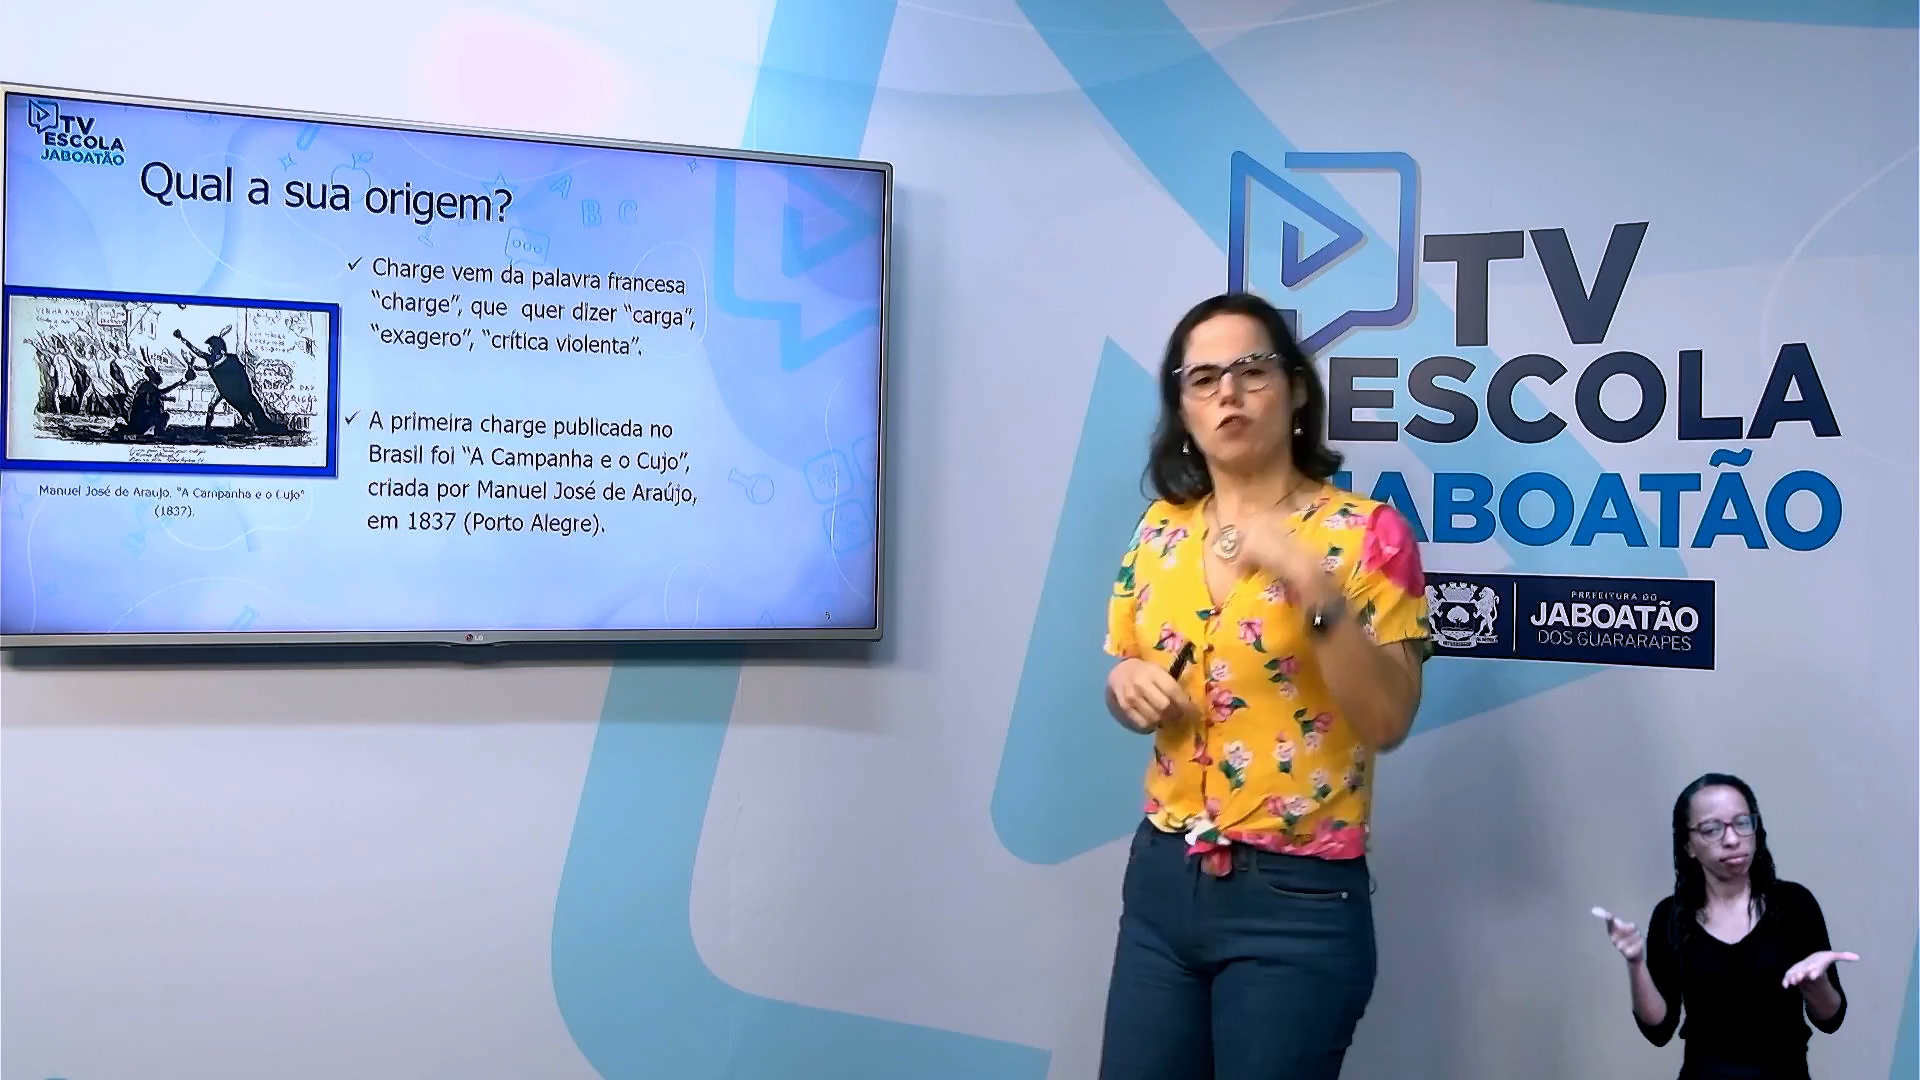 TV
ESCOLA
JABOATÃO
Qual a sua origem?
✓ Charge vem da palavra francesa
“charge”, que quer dizer “carga”,
“exagero”, “crítica violenta”.
✓ A primeira charge publicada no
Brasil foi “A Campanha e o Cujo”,
criada por Manuel José de Araújo,
em 1837 (Porto Alegre).
Manuel José de Araujo. "A Campanha e o Cujo"
(1837).
5
LG
A
B C
TV
ESCOLA
JABOATÃO
PREFEITURA DO
JABOATÃO
DOS GUARARAPES